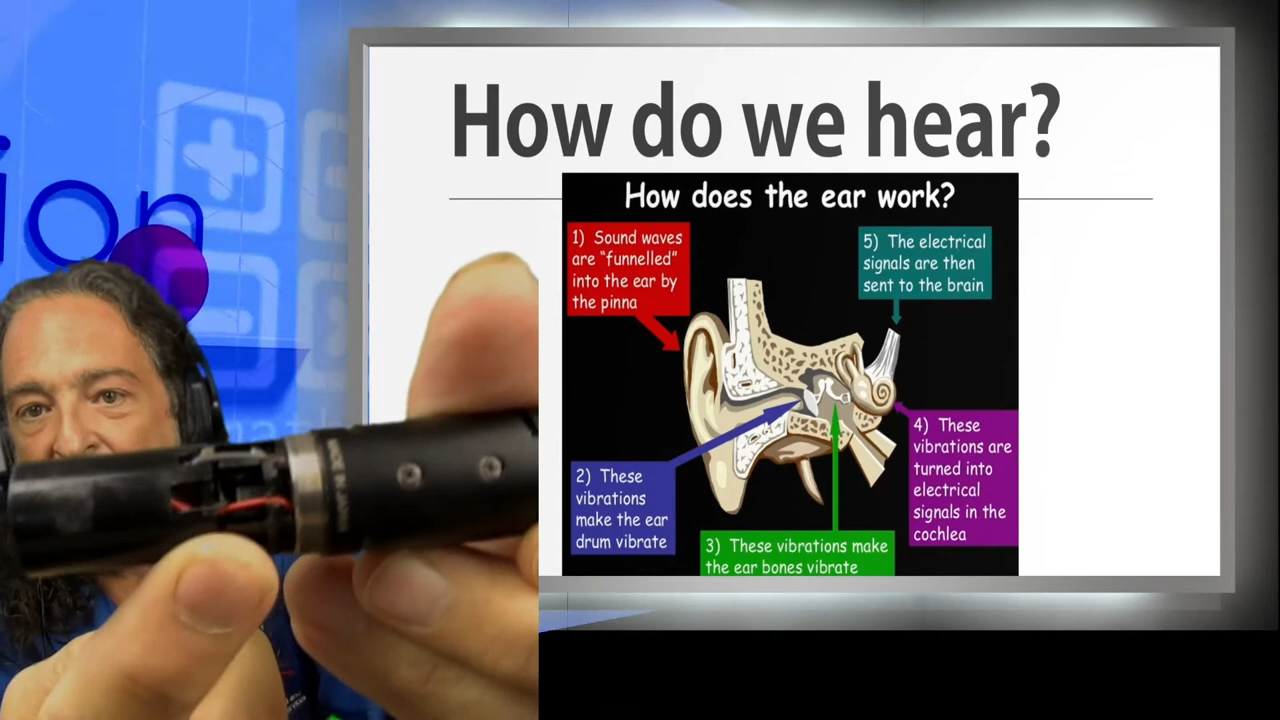 ion
How do we hear?
How does the ear work?
1) Sound waves
are "funnelled"
into the ear by
the pinna
5) The electrical
signals are then
sent to the brain
2) These
vibrations
make the ear
drum vibrate
4) These
vibrations are
turned into
electrical
signals in the
cochlea
3) These vibrations make
the ear bones vibrate